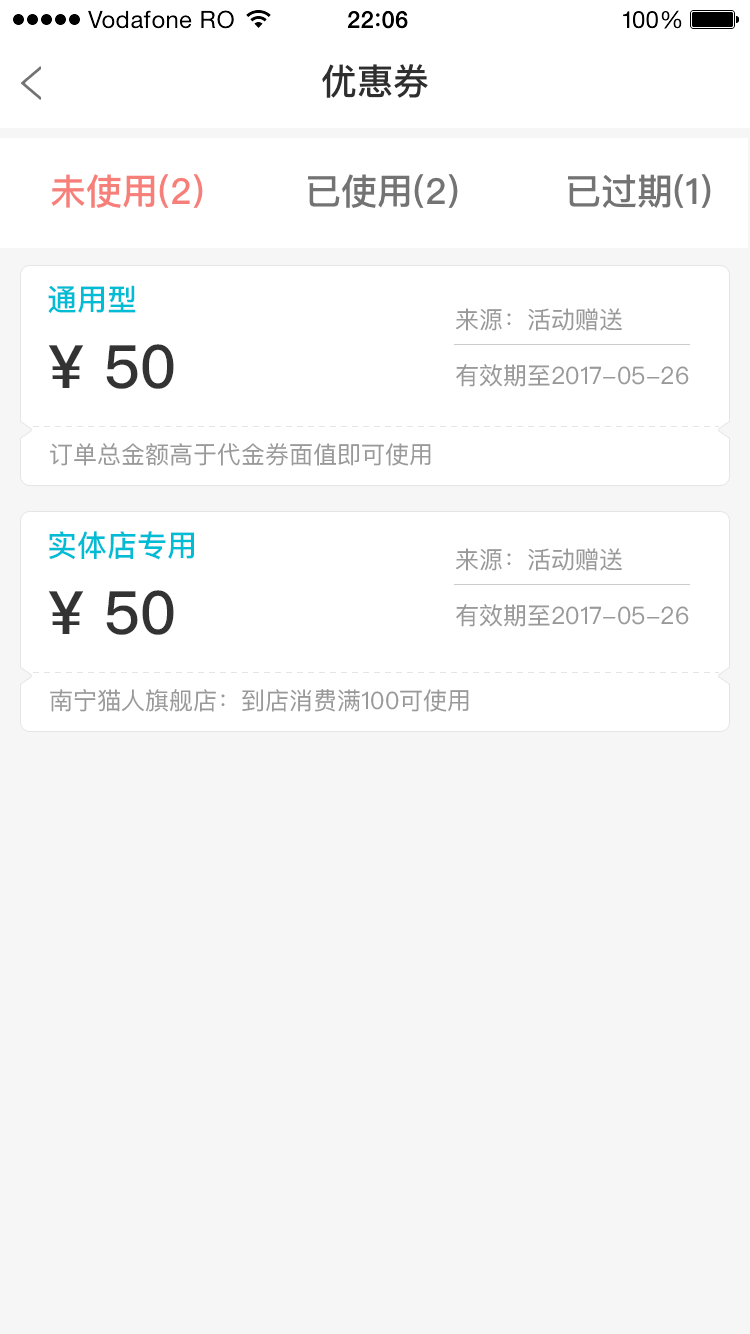 Vodafone RO 22:06 100%
优惠券
未使用(2) 已使用(2) 已过期(1)
通用型
¥ 50
来源：活动赠送
有效期至2017-05-26
订单总金额高于代金券面值即可使用
实体店专用
¥ 50
来源：活动赠送
有效期至2017-05-26
南宁猫人旗舰店：到店消费满100可使用